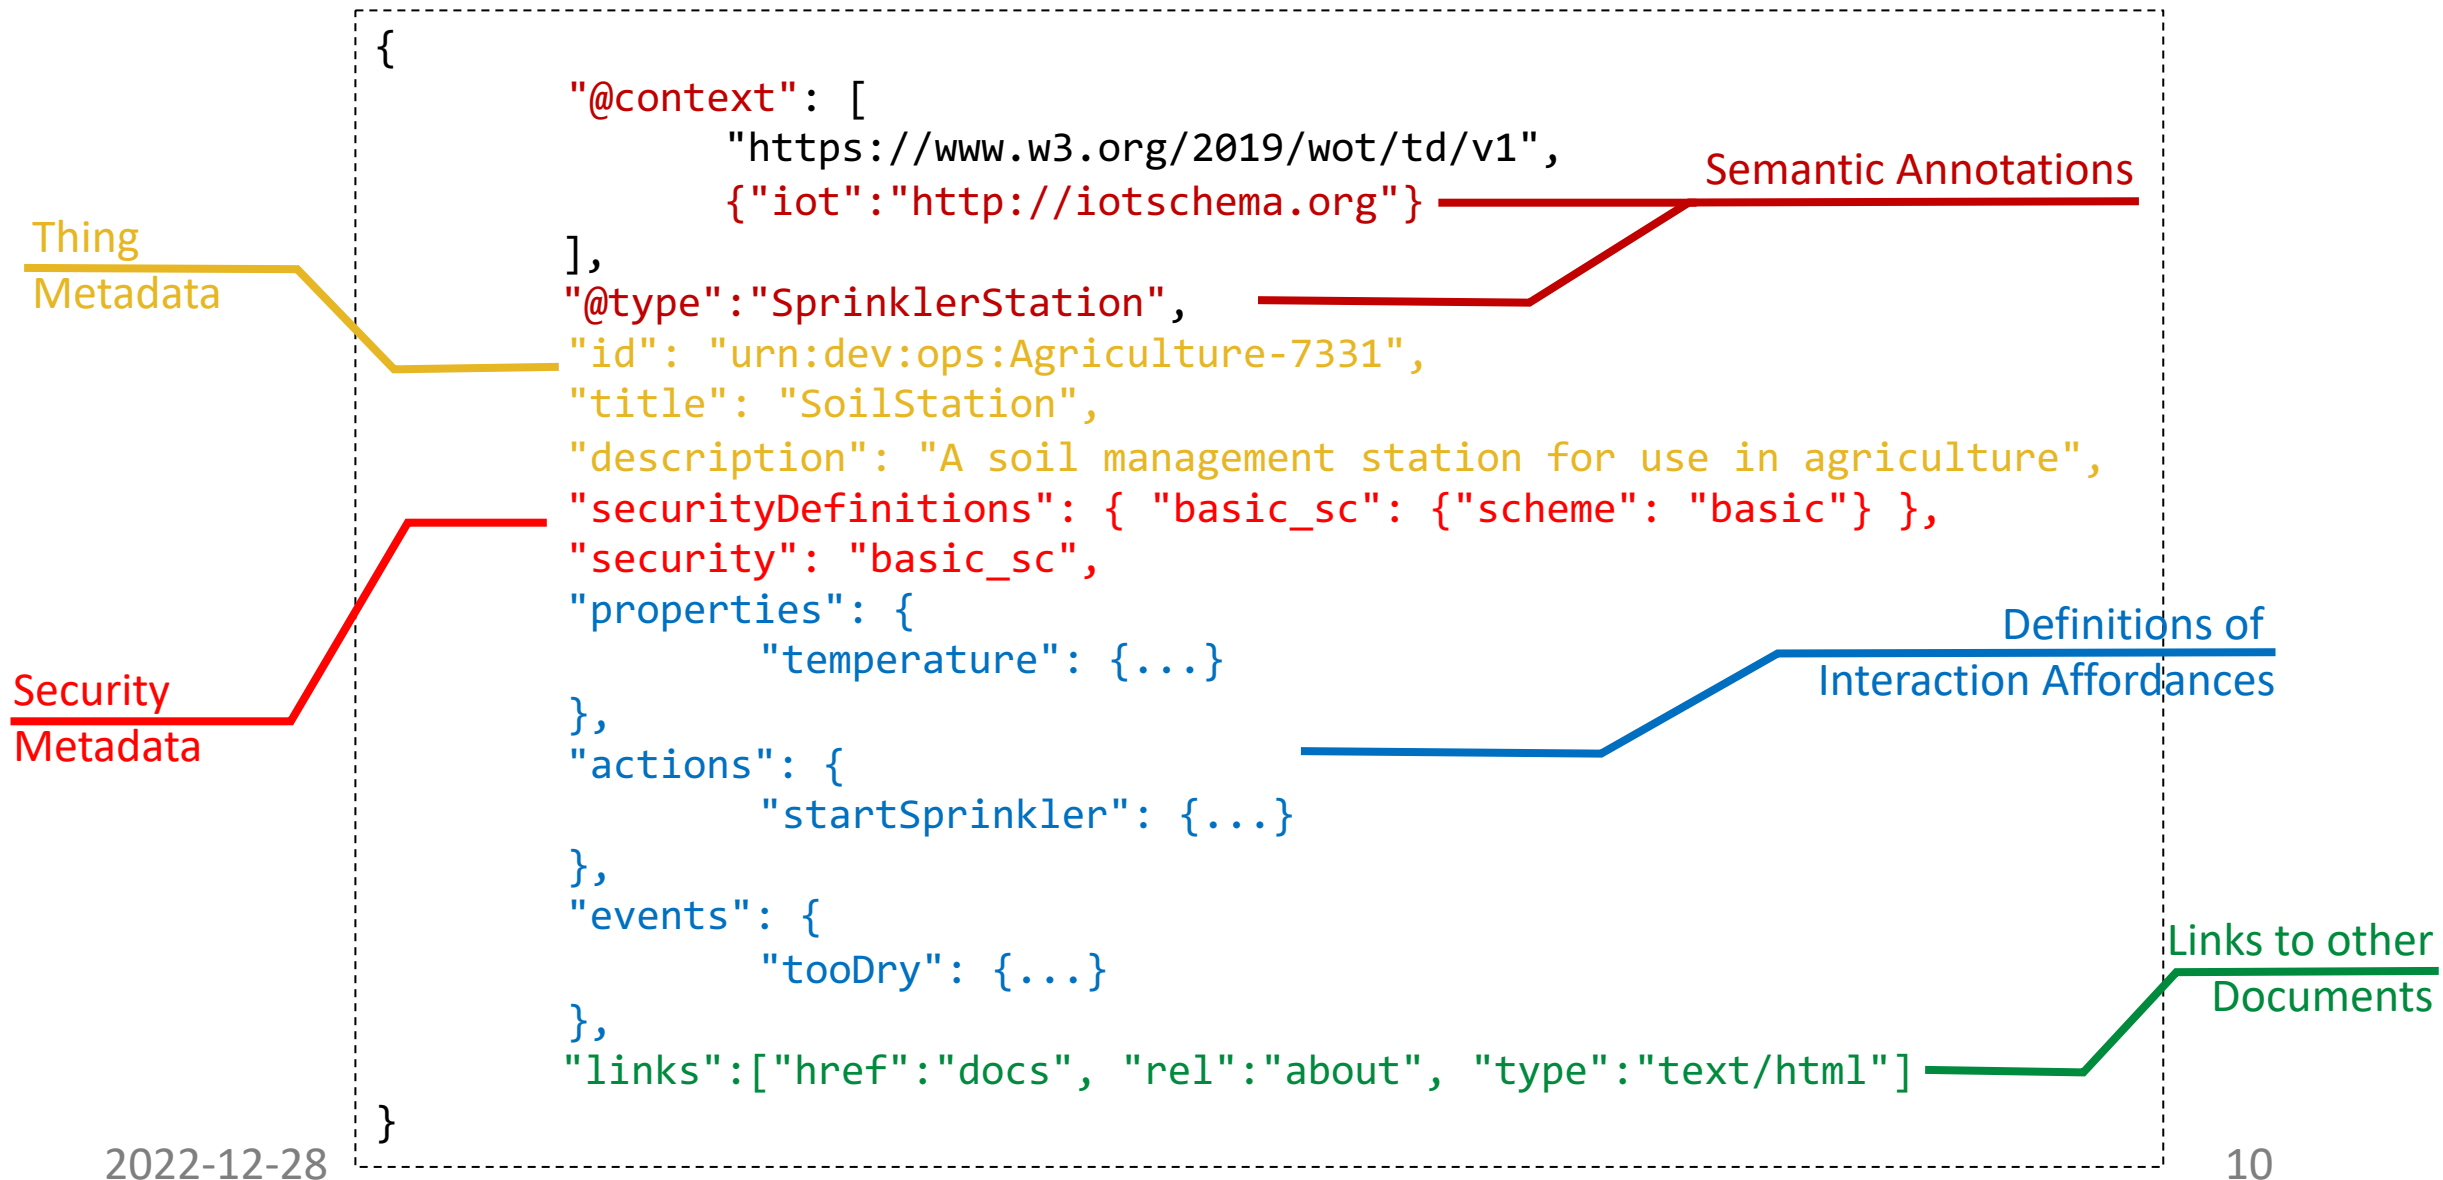 {
"@context": [
"https://www.w3.org/2019/wot/td/v1",
{"iot":"http://iotschema.org"}
],
"@type":"SprinklerStation",
"id": "urn:dev:ops:Agriculture-7331",
"title": "SoilStation",
"description": "A soil management station for use in agriculture",
"securityDefinitions": { "basic_sc": {"scheme": "basic"} },
"security": "basic_sc",
"properties": {
"temperature": {...}
},
"actions": {
"startSprinkler": {...}
},
"events": {
"tooDry": {...}
},
"links":["href":"docs", "rel":"about", "type":"text/html"]
}
Semantic Annotations
Thing
Metadata
Security
Metadata
Definitions of
Interaction Affordances
Links to other
Documents
2022-12-28
10